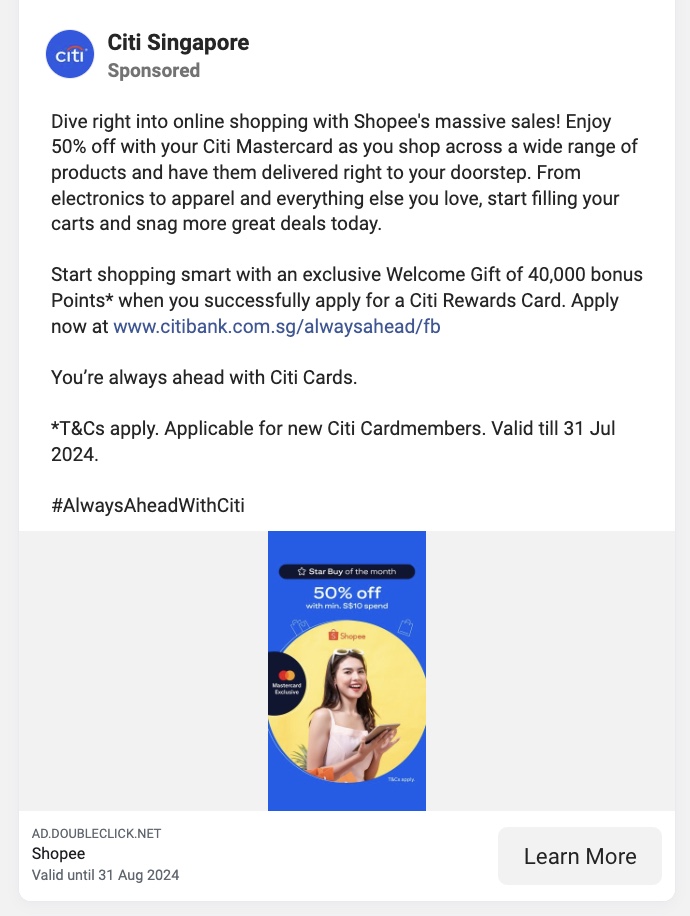 citi
Citi Singapore
Sponsored
Dive right into online shopping with Shopee's massive sales! Enjoy
50% off with your Citi Mastercard as you shop across a wide range of
products and have them delivered right to your doorstep. From
electronics to apparel and everything else you love, start filling your
carts and snag more great deals today.
Start shopping smart with an exclusive Welcome Gift of 40,000 bonus
Points* when you successfully apply for a Citi Rewards Card. Apply
now at www.citibank.com.sg/alwaysahead/fb
You’re always ahead with Citi Cards.
*T&Cs apply. Applicable for new Citi Cardmembers. Valid till 31 Jul
2024.
#AlwaysAheadWithCiti
Star Buy of the month
50% off
with min. S$10 spend
Shopee
Mastercard
Exclusive
T&Cs apply.
AD.DOUBLECLICK.NET
Shopee
Valid until 31 Aug 2024
Learn More